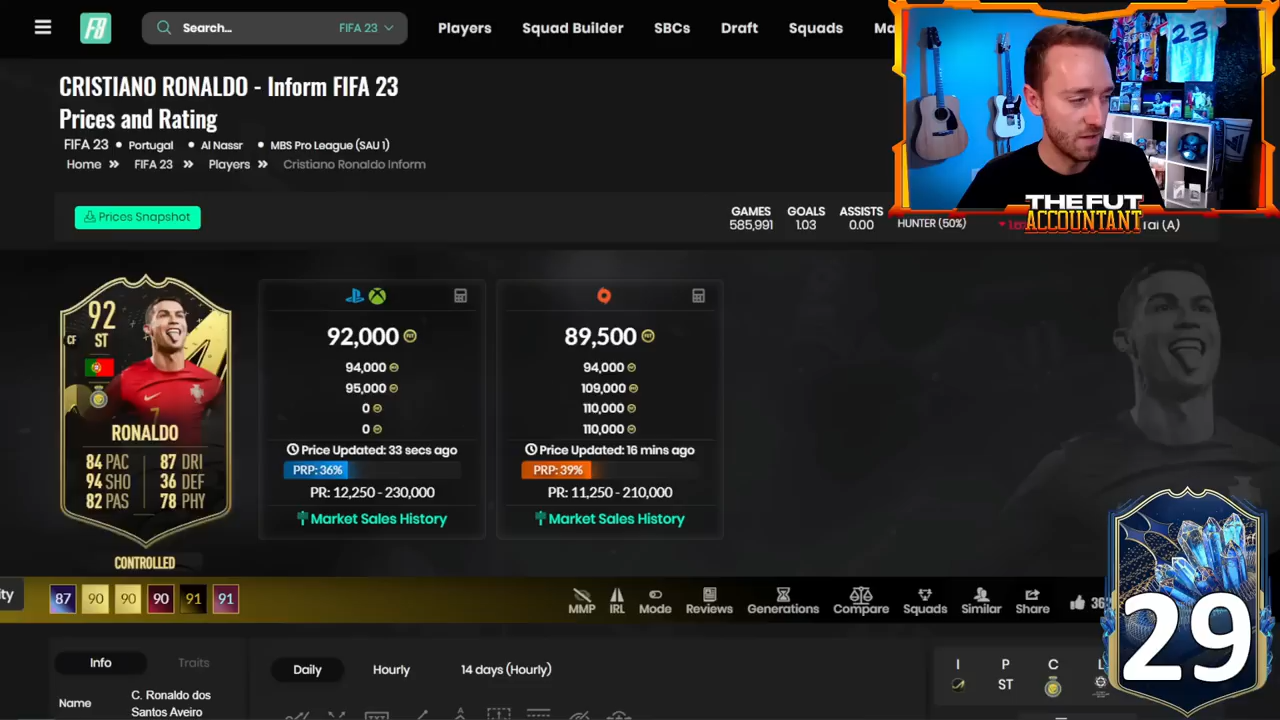 F8
Search...
FIFA 23
Players
Squad Builder
SBCs
Draft
Squads
Ma
23
CRISTIANO RONALDO - Inform FIFA 23
Prices and Rating
FIFA 23 • Portugal • Al Nassr • MBS Pro League (SAU 1)
Home » FIFA 23 » Players » Cristiano Ronaldo Inform
Prices Snapshot
GAMES
585,991
GOALS
1.03
ASSISTS
0.00
HUNTER (50%)
THE FUT
ACCOUNTANT
rai (A)
92
CF
ST
RONALDO
84 PAC
87 DRI
94 SHO
36 DEF
82 PAS
78 PHY
CONTROLLED
92,000
94,000
95,000
0
0
Price Updated: 33 secs ago
PRP: 36%
PR: 12,250 - 230,000
Market Sales History
89,500
94,000
109,000
110,000
110,000
Price Updated: 16 mins ago
PRP: 39%
PR: 11,250 - 210,000
Market Sales History
ity
87
90
90
90
91
91
MMP
IRL
Mode
Reviews
Generations
Compare
Squads
Similar
Share
36
29
Info
Traits
Name
C. Ronaldo dos
Santos Aveiro
Daily
Hourly
14 days (Hourly)
I
P
C
L
ST